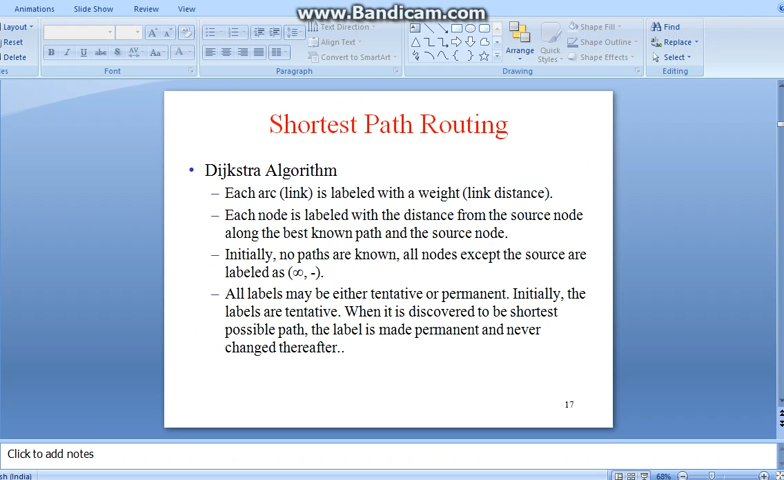 www.Bandicam.com
Animations Slide Show Review View
Layout
Reset
Delete
B I U S abc AV Aa A
Text Direction
Align Text
Convert to SmartArt
Arrange
Quick
Styles
Shape Fill
Shape Outline
Shape Effects
Find
Replace
Select
Font Paragraph Drawing Editing
Shortest Path Routing
• Dijkstra Algorithm
– Each arc (link) is labeled with a weight (link distance).
– Each node is labeled with the distance from the source node
along the best known path and the source node.
– Initially, no paths are known, all nodes except the source are
labeled as (∞, -).
– All labels may be either tentative or permanent. Initially, the
labels are tentative. When it is discovered to be shortest
possible path, the label is made permanent and never
changed thereafter..
17
Click to add notes
(India)
68%